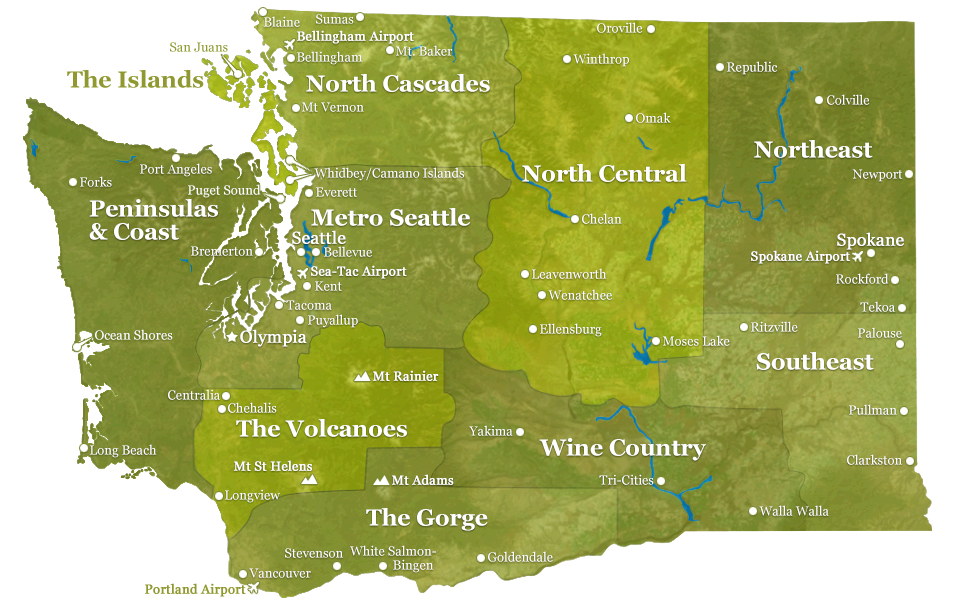 Blaine
Sumas
Oroville
Bellingham Airport
San Juans
Mt. Baker
Bellingham
Winthrop
Republic
The Islands
North Cascades
Colville
Mt Vernon
Omak
Northeast
Port Angeles
Whidbey/Camano Islands
North Central
Newport
Forks
Puget Sound
Everett
Peninsulas
& Coast
Metro Seattle
Chelan
Seattle
Spokane
Bremerton
Bellevue
Spokane Airport
Sea-Tac Airport
Leavenworth
Rockford
Kent
Wenatchee
Tacoma
Tekoa
Puyallup
Ellensburg
Ritzville
Palouse
Ocean Shores
Olympia
Moses Lake
Southeast
Mt Rainier
Centralia
Chehalis
Pullman
The Volcanoes
Yakima
Wine Country
Long Beach
Clarkston
Mt St Helens
Mt Adams
Tri-Cities
Longview
The Gorge
Walla Walla
Stevenson
White Salmon-
Bingen
Goldendale
Vancouver
Portland Airport